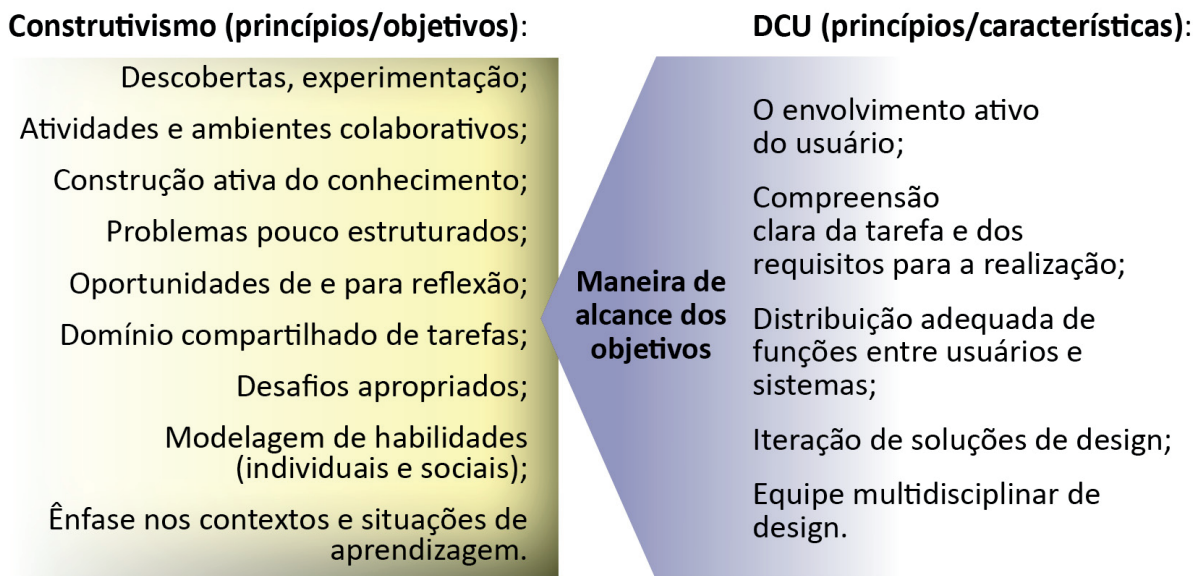 Construtivismo (princípios/objetivos):
Descobertas, experimentação;
Atividades e ambientes colaborativos;
Construção ativa do conhecimento;
Problemas pouco estruturados;
Oportunidades de e para reflexão;
Domínio compartilhado de tarefas;
Desafios apropriados;
Modelagem de habilidades
(individuais e sociais);
Ênfase nos contextos e situações de
aprendizagem.
Maneira de
alcance dos
objetivos
DCU (princípios/características):
O envolvimento ativo
do usuário;
Compreensão
clara da tarefa e dos
requisitos para a realização;
Distribuição adequada de
funções entre usuários e
sistemas;
Iteração de soluções de design;
Equipe multidisciplinar de
design.